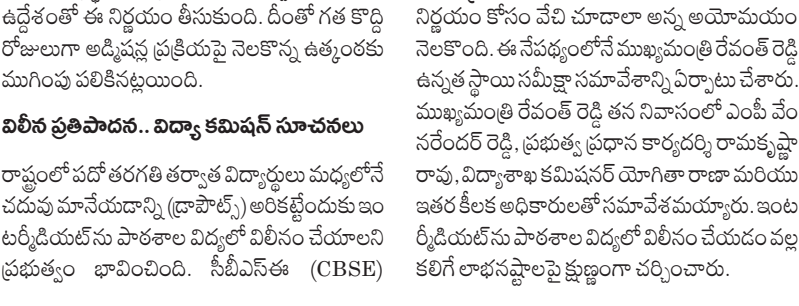 ఉద్దేశంతో ఈ నిర్ణయం తీసుకుంది. దీంతో గత కొద్ది
రోజులుగా అడ్మిషన్ల ప్రక్రియపై నెలకొన్న ఉత్కంఠకు
ముగింపు పలికినట్లయింది.
విలీన ప్రతిపాదన.. విద్యా కమిషన్ సూచనలు
రాష్ట్రంలో పదో తరగతి తర్వాత విద్యార్థులు మధ్యలోనే
చదువు మానేయడాన్ని (డ్రాపౌట్స్) అరికట్టేందుకు ఇం
టర్మీడియట్‌ను పాఠశాల విద్యలో విలీనం చేయాలని
ప్రభుత్వం భావించింది. సీబీఎస్ఈ (CBSE)
నిర్ణయం కోసం వేచి చూడాలా అన్న అయోమయం
నెలకొంది. ఈ నేపథ్యంలోనే ముఖ్యమంత్రి రేవంత్ రెడ్డి
ఉన్నత స్థాయి సమీక్షా సమావేశాన్ని ఏర్పాటు చేశారు.
ముఖ్యమంత్రి రేవంత్ రెడ్డి తన నివాసంలో ఎంపీ వేం
నరేందర్ రెడ్డి, ప్రభుత్వ ప్రధాన కార్యదర్శి రామకృష్ణా
రావు, విద్యాశాఖ కమిషనర్ యోగితా రాణా మరియు
ఇతర కీలక అధికారులతో సమావేశమయ్యారు. ఇంట
ర్మీడియట్‌ను పాఠశాల విద్యలో విలీనం చేయడం వల్ల
కలిగే లాభనష్టాలపై క్షుణ్ణంగా చర్చించారు.